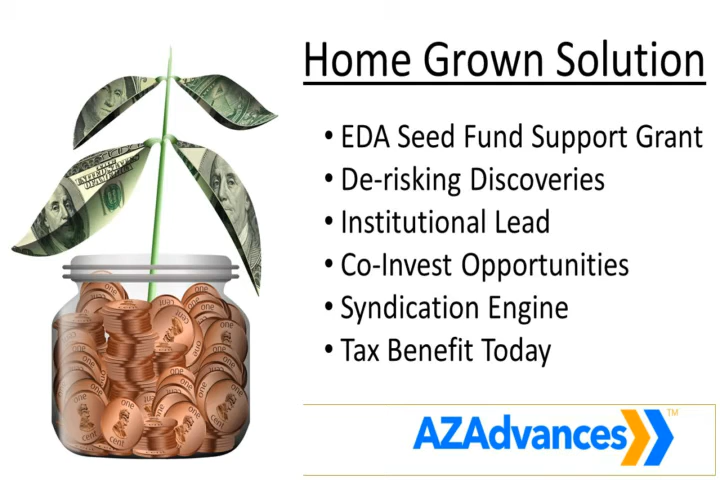 Home Grown Solution
• EDA Seed Fund Support Grant
• De-risking Discoveries
• Institutional Lead
• Co-Invest Opportunities
• Syndication Engine
• Tax Benefit Today
AZAdvances™